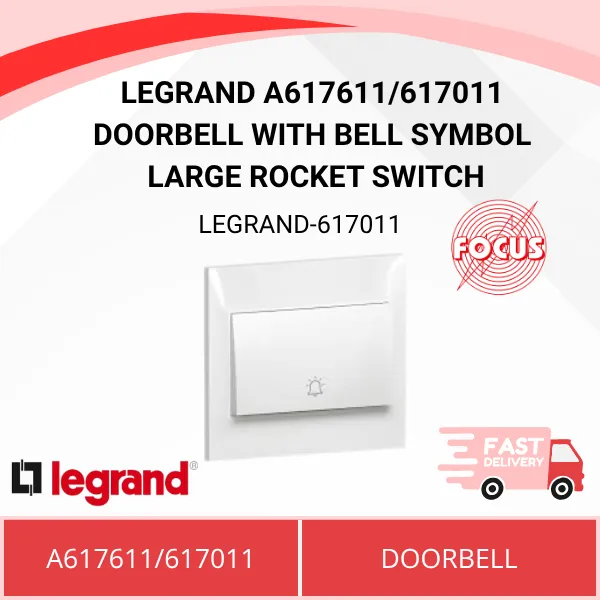 LEGRAND A617611/617011
DOORBELL WITH BELL SYMBOL
LARGE ROCKET SWITCH
LEGRAND-617011
FOCUS
FAST
DELIVERY
legrand®
A617611/617011
DOORBELL